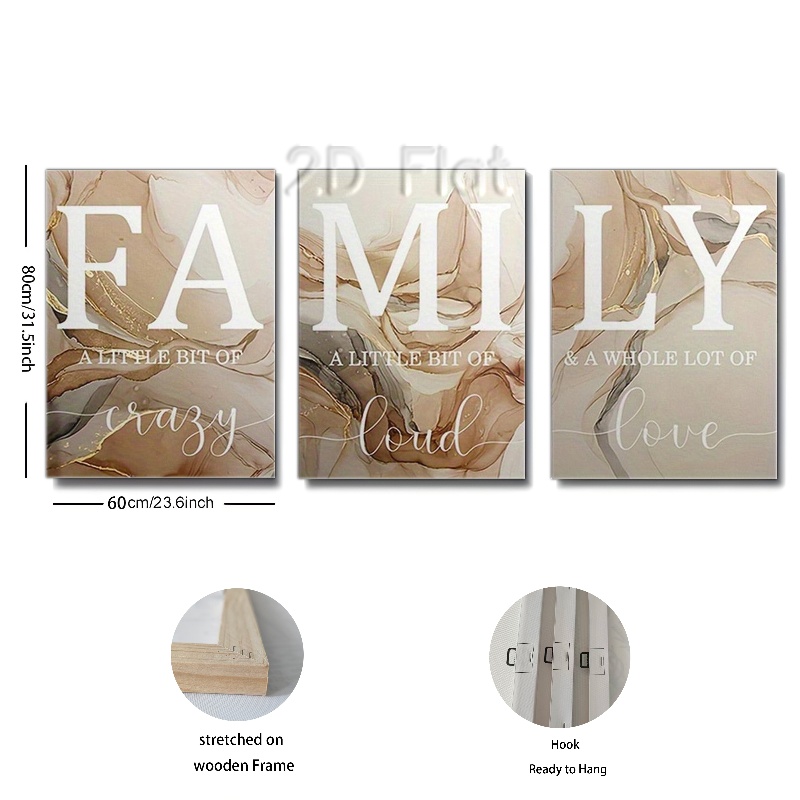 2D Flat
FA
MI
LY
A LITTLE BIT OF
crazy
A LITTLE BIT OF
loud
& A WHOLE LOT OF
love
80cm/31.5inch
60cm/23.6inch
stretched on
wooden Frame
Hook
Ready to Hang